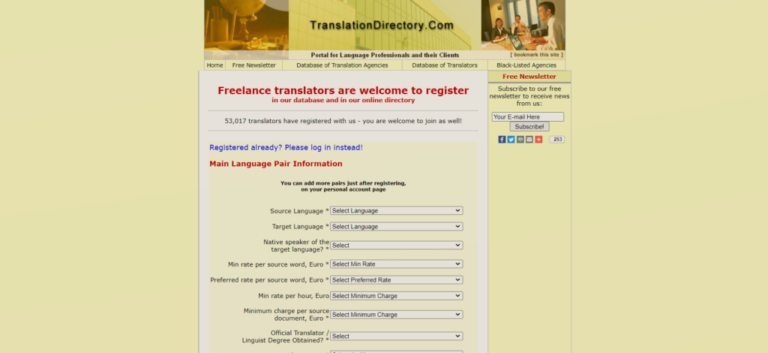 TranslationDirectory.Com
Portal for Language Professionals and their Clients
[ bookmark this site ]
Home Free Newsletter Database of Translation Agencies Database of Translators Black-Listed Agencies
Freelance translators are welcome to register
in our database and in our online directory
53,017 translators have registered with us - you are welcome to join as well!
Registered already? Please log in instead!
Main Language Pair Information
You can add more pairs just after registering,
on your personal account page
Source Language * Select Language
Target Language * Select Language
Native speaker of the
target language? * Select
Min rate per source word, Euro * Select Min Rate
Preferred rate per source word, Euro * Select Preferred Rate
Min rate per hour, Euro Select Minimum Charge
Minimum charge per source
document, Euro * Select Minimum Charge
Official Translator /
Linguist Degree Obtained? * Select
Free Newsletter
Subscribe to our free
newsletter to receive news
from us:
Your E-mail Here
Subscribe!
263